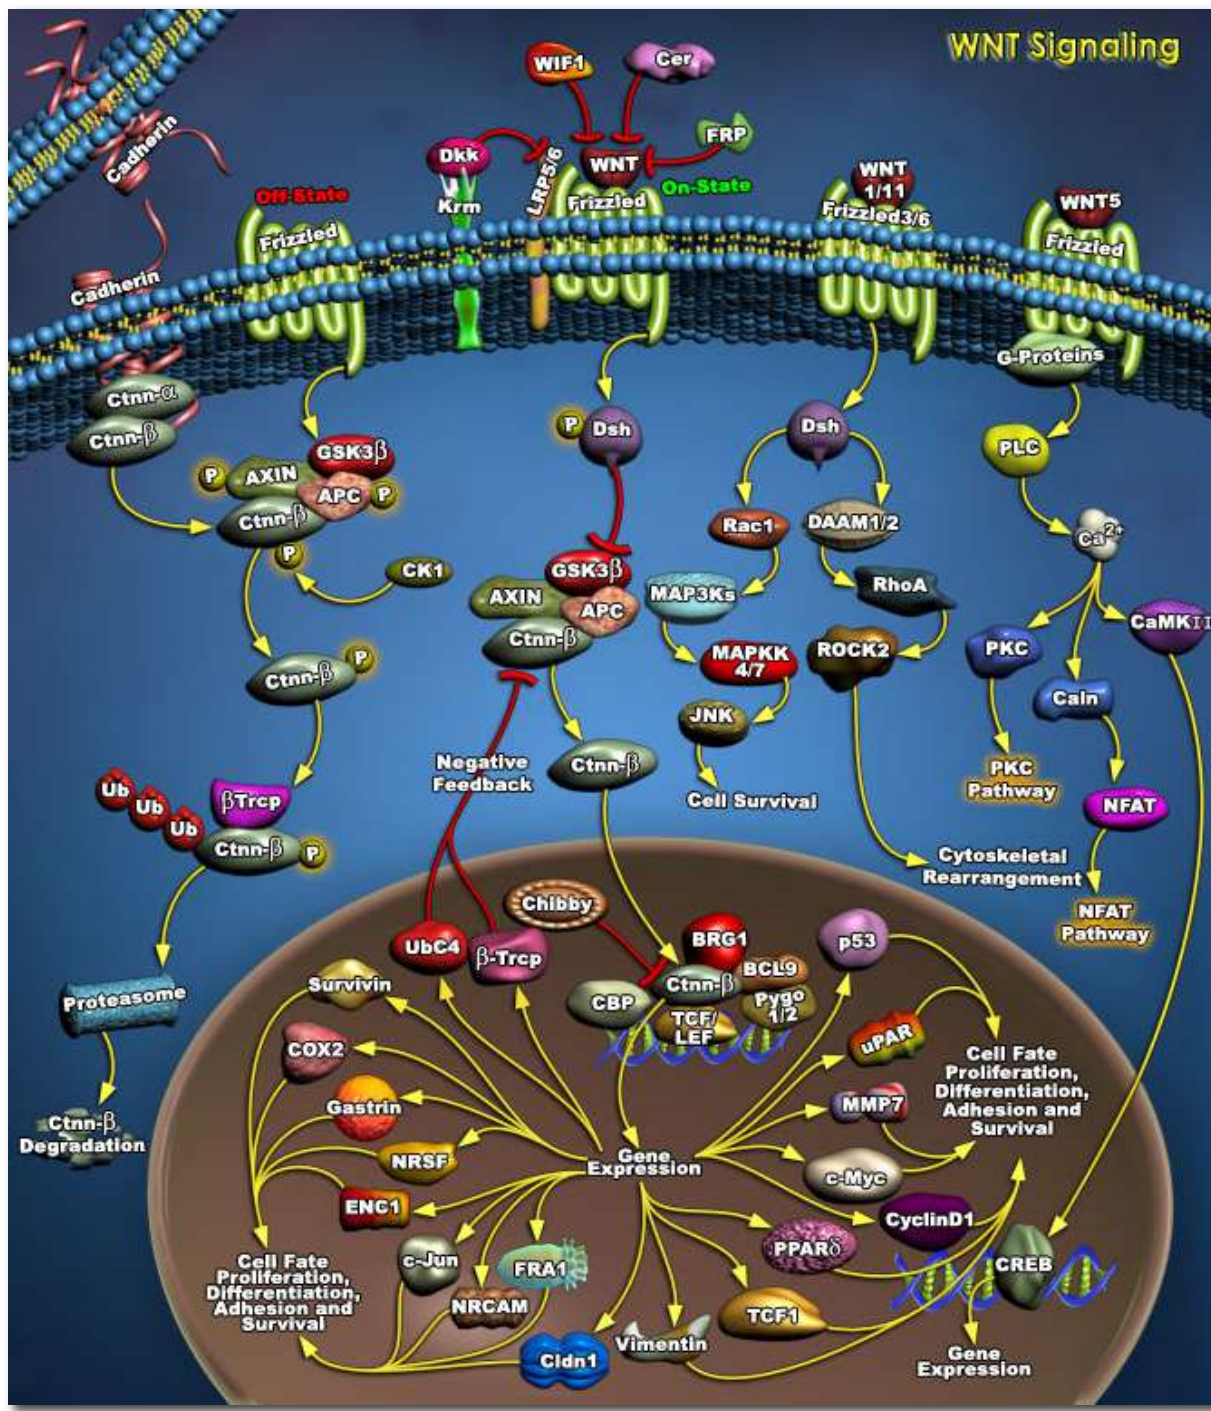 WNT Signaling
WIF1
Cer
Cadherin
Dkk
LRP5/6
WNT
FRP
Off-State
Krm
Frizzled
On-State
WNT
1/11
Frizzled3/6
WNT5
Frizzled
Frizzled
Cadherin
G-Proteins
Ctnn-α
Ctnn-β
P
Dsh
Dsh
PLC
GSK3β
P
AXIN
APC
P
Ctnn-β
P
CK1
Rac1
DAAM1/2
Ca2+
GSK3β
AXIN
APC
Ctnn-β
MAP3Ks
RhoA
CaMKII
Ctnn-β
P
MAPKK
4/7
ROCK2
PKC
Caln
JNK
Negative
Feedback
Ctnn-β
Cell Survival
PKC
Pathway
NFAT
Ub
Ub
Ub
βTrcp
Ctnn-β
P
Cytoskeletal
Rearrangement
NFAT
Pathway
Chibby
UbC4
β-Trcp
BRG1
p53
BCL9
Ctnn-β
CBP
Pygo
1/2
TCF/
LEF
Survivin
Proteasome
COX2
uPAR
Cell Fate
Proliferation,
Differentiation,
Adhesion and
Survival
Gastrin
MMP7
Ctnn-β
Degradation
NRSF
Gene
Expression
c-Myc
ENC1
CyclinD1
c-Jun
FRA1
PPARδ
CREB
Cell Fate
Proliferation,
Differentiation,
Adhesion and
Survival
NRCAM
TCF1
Cldn1
Vimentin
Gene
Expression